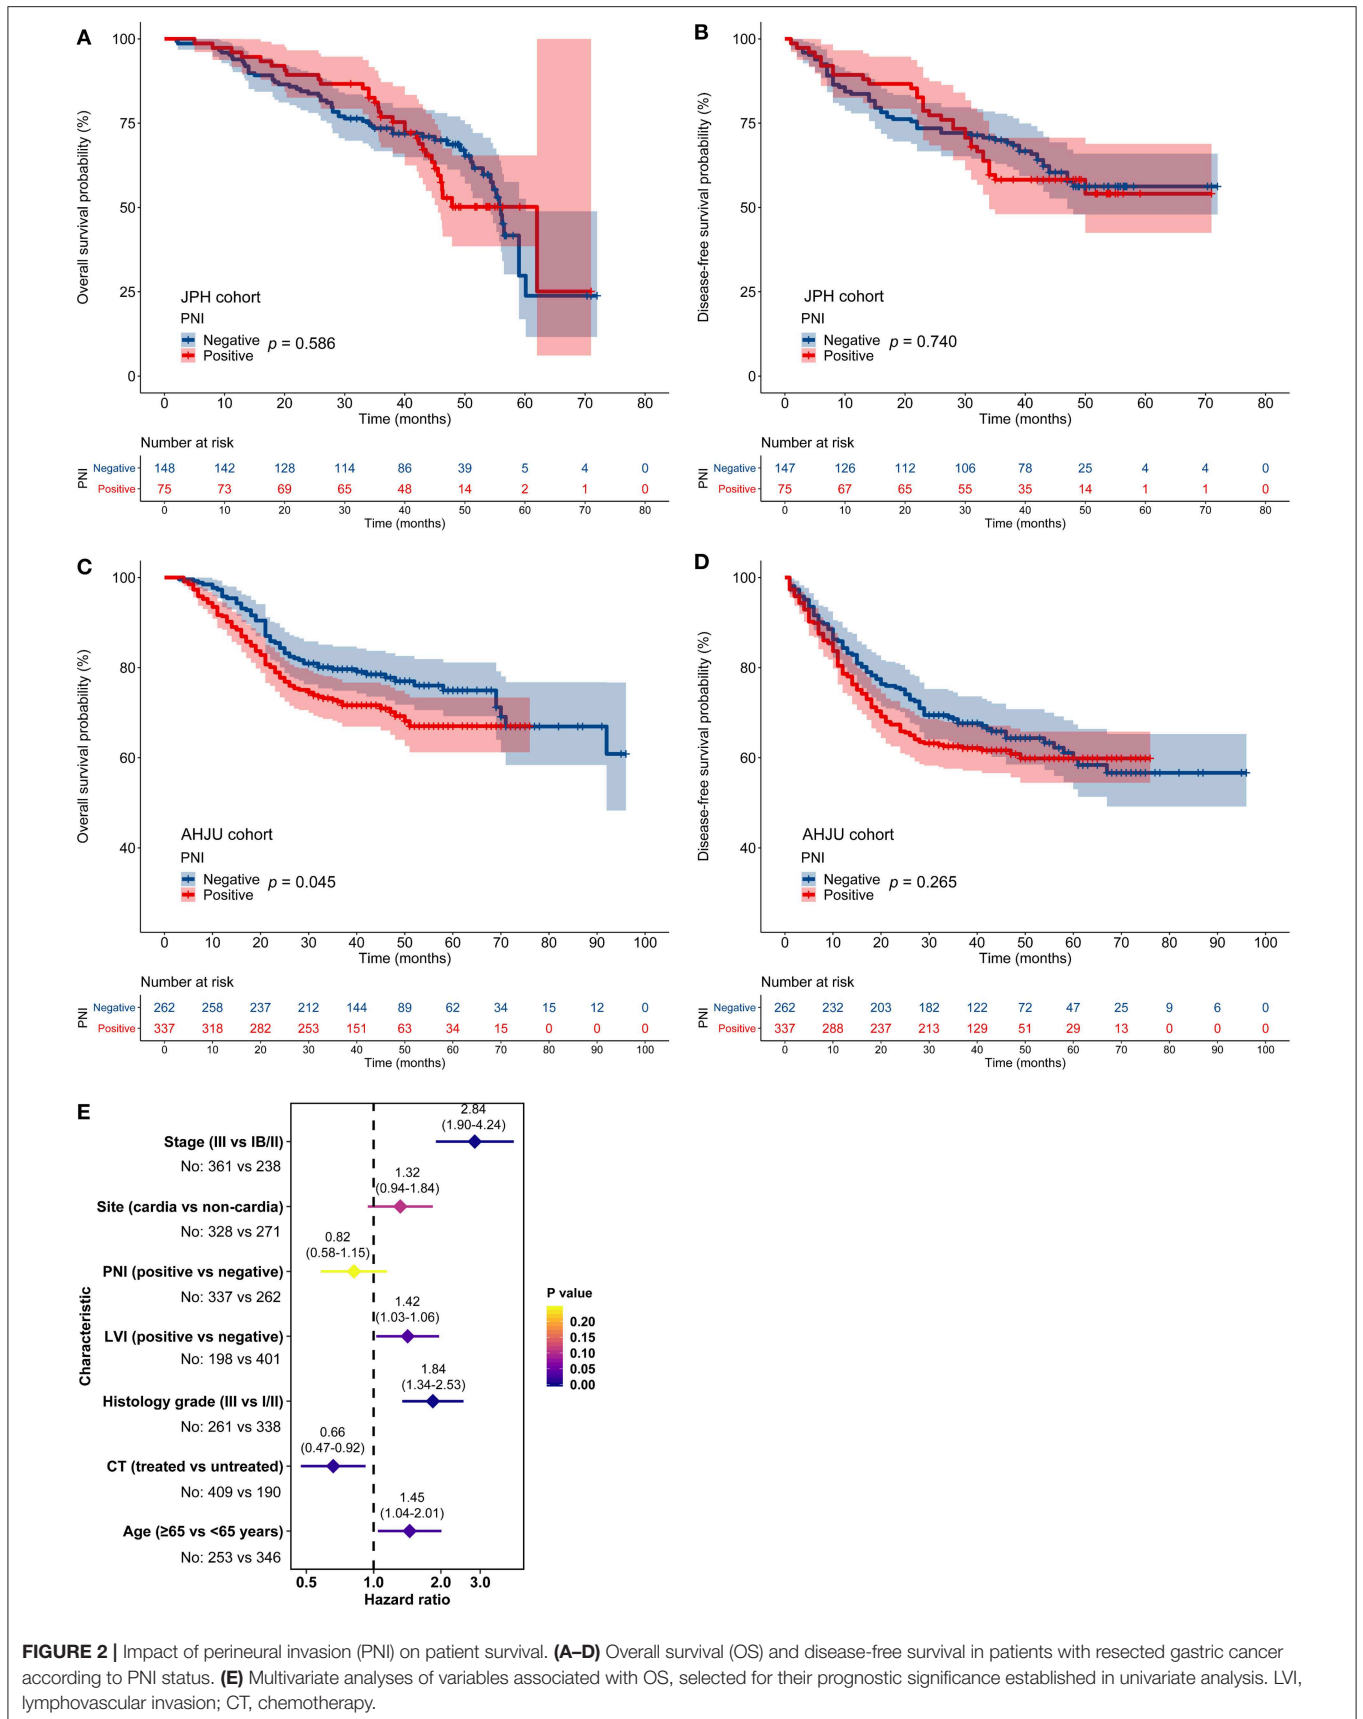 A
100
75
50
25
0
Overall survival probability (%)
JPH cohort
PNI
Negative
Positive
p = 0.586
0 10 20 30 40 50 60 70 80
Time (months)
Number at risk
PNI
Negative 148 142 128 114 86 39 5 4 0
Positive 75 73 69 65 48 14 2 1 0
0 10 20 30 40 50 60 70 80
Time (months)
B
100
75
50
25
0
Disease-free survival probability (%)
JPH cohort
PNI
Negative
Positive
p = 0.740
0 10 20 30 40 50 60 70 80
Time (months)
Number at risk
PNI
Negative 147 126 112 106 78 25 4 4 0
Positive 75 67 65 55 35 14 1 1 0
0 10 20 30 40 50 60 70 80
Time (months)
C
100
80
60
40
Overall survival probability (%)
AHJU cohort
PNI
Negative
Positive
p = 0.045
0 10 20 30 40 50 60 70 80 90 100
Time (months)
Number at risk
PNI
Negative 262 258 237 212 144 89 62 34 15 12 0
Positive 337 318 282 253 151 63 34 15 0 0 0
0 10 20 30 40 50 60 70 80 90 100
Time (months)
D
100
80
60
40
Disease-free survival probability (%)
AHJU cohort
PNI
Negative
Positive
p = 0.265
0 10 20 30 40 50 60 70 80 90 100
Time (months)
Number at risk
PNI
Negative 262 232 203 182 122 72 47 25 9 6 0
Positive 337 288 237 213 129 51 29 13 0 0 0
0 10 20 30 40 50 60 70 80 90 100
Time (months)
E
Characteristic
2.84
(1.90-4.24)
Stage (III vs IB/II)
No: 361 vs 238
1.32
(0.94-1.84)
Site (cardia vs non-cardia)
No: 328 vs 271
0.82
(0.58-1.15)
PNI (positive vs negative)
No: 337 vs 262
1.42
(1.03-1.06)
LVI (positive vs negative)
No: 198 vs 401
1.84
(1.34-2.53)
Histology grade (III vs I/II)
No: 261 vs 338
0.66
(0.47-0.92)
CT (treated vs untreated)
No: 409 vs 190
1.45
(1.04-2.01)
Age (≥65 vs <65 years)
No: 253 vs 346
0.5 1.0 2.0 3.0
Hazard ratio
P value
0.20
0.15
0.10
0.05
0.00
FIGURE 2 | Impact of perineural invasion (PNI) on patient survival. (A–D) Overall survival (OS) and disease-free survival in patients with resected gastric cancer
according to PNI status. (E) Multivariate analyses of variables associated with OS, selected for their prognostic significance established in univariate analysis. LVI,
lymphovascular invasion; CT, chemotherapy.